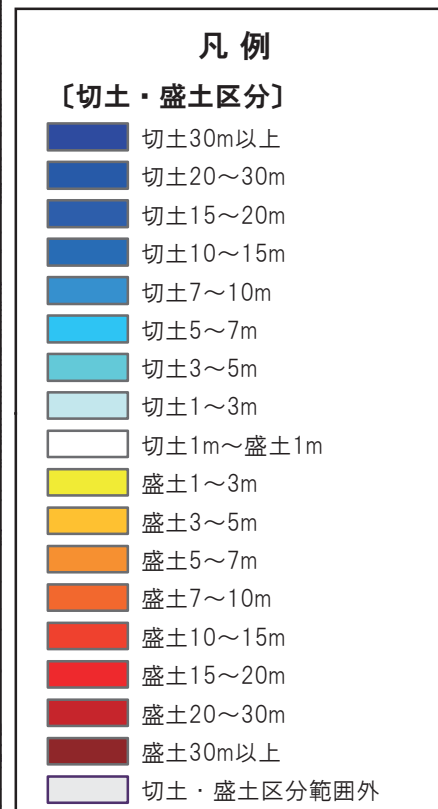 凡例
〔切土・盛土区分〕
切土30m以上
切土20～30m
切土15～20m
切土10～15m
切土7～10m
切土5～7m
切土3～5m
切土1～3m
切土1m～盛土1m
盛土1～3m
盛土3～5m
盛土5～7m
盛土7～10m
盛土10～15m
盛土15～20m
盛土20～30m
盛土30m以上
切土・盛土区分範囲外